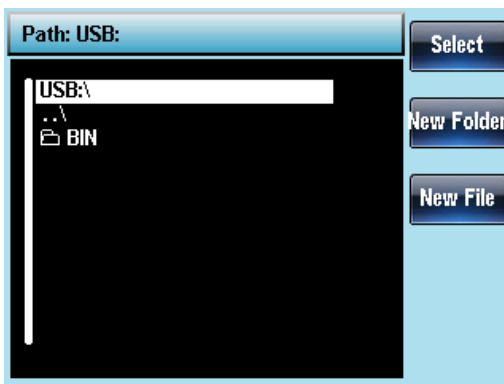 Path: USB:
Select
USB:\
..\
BIN
New Folder
New File